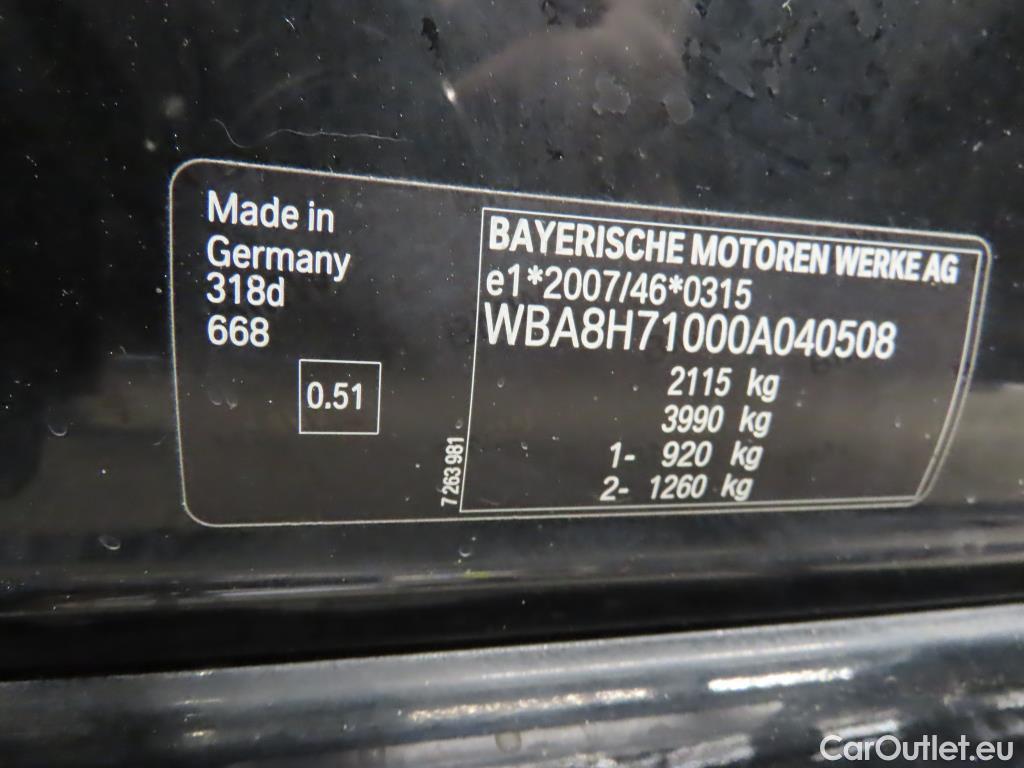 Made in
Germany
318d
668
0.51
7 263 981
BAYERISCHE MOTOREN WERKE AG
e1*2007/46*0315
WBA8H71000A040508
2115 kg
3990 kg
1- 920 kg
2- 1260 kg
CarOutlet.eu